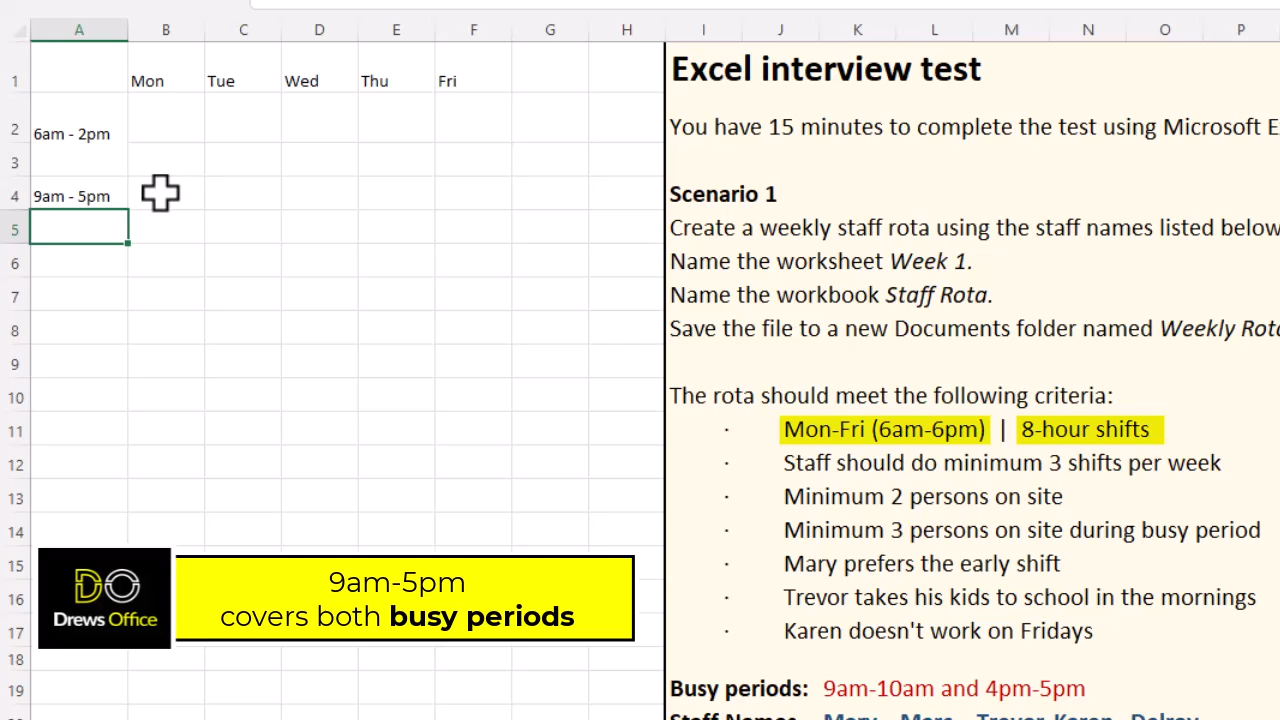 A B C D E F G H I J K L M N O P
1 Mon Tue Wed Thu Fri
2 6am - 2pm
3
4 9am - 5pm
5
6
7
8
9
10
11
12
13
14
15
16
17
18
19
Excel interview test
You have 15 minutes to complete the test using Microsoft
Scenario 1
Create a weekly staff rota using the staff names listed below
Name the worksheet Week 1.
Name the workbook Staff Rota.
Save the file to a new Documents folder named Weekly
The rota should meet the following criteria:
· Mon-Fri (6am-6pm) | 8-hour shifts
· Staff should do minimum 3 shifts per week
· Minimum 2 persons on site
· Minimum 3 persons on site during busy period
· Mary prefers the early shift
· Trevor takes his kids to school in the mornings
· Karen doesn't work on Fridays
Busy periods: 9am-10am and 4pm-5pm
DO
Drews Office
9am-5pm
covers both busy periods